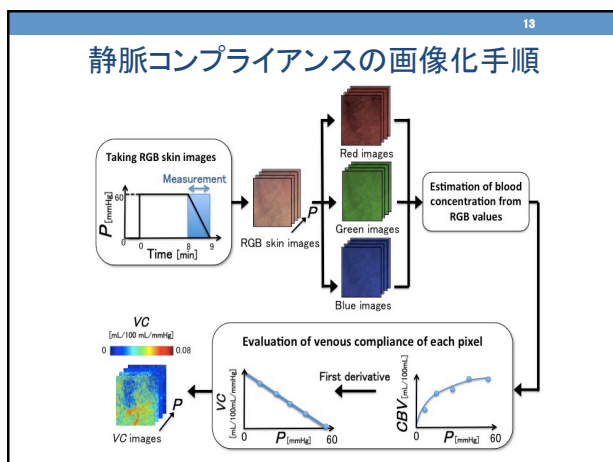 13
静脈コンプライアンスの画像化手順
Taking RGB skin images
Measurement
60
P [mmHg]
0
0
8
9
Time [min]
RGB skin images
P
Red images
Green images
Blue images
Estimation of blood
concentration from
RGB values
Evaluation of venous compliance of each pixel
First derivative
CBV [mL/100mL]
0
P [mmHg]
60
VC
[mL/100mL/mmHg]
0
P [mmHg]
60
VC
[mL/100 mL/mmHg]
0
0.08
P
VC images